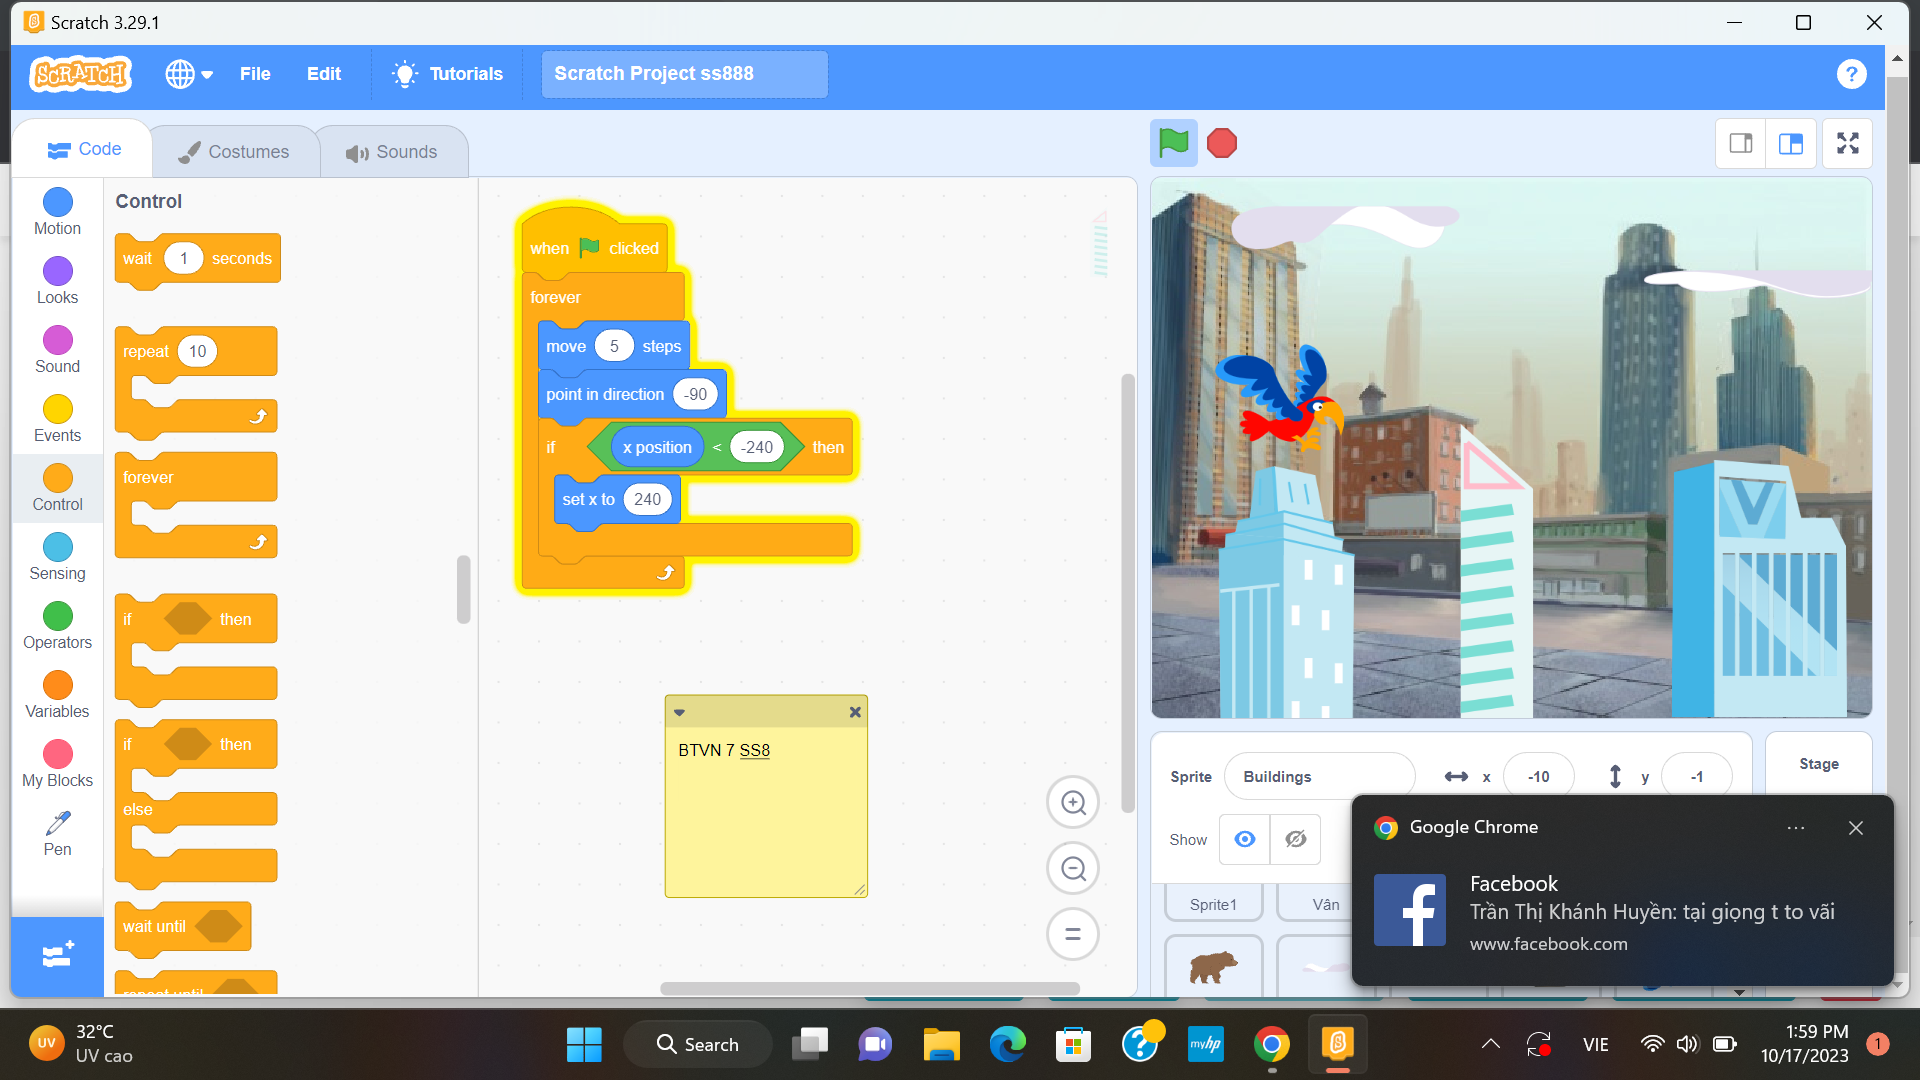 Scratch 3.29.1
SCRATCH
File
Edit
Tutorials
Scratch Project ss888
?
Code
Costumes
Sounds
Motion
Looks
Sound
Events
Control
Sensing
Operators
Variables
My Blocks
Pen
Control
wait 1 seconds
repeat 10
forever
if then
if then
else
wait until
repeat until
when clicked
forever
move 5 steps
point in direction -90
if x position < -240 then
set x to 240
BTVN 7 SS8
Sprite Buildings x -10 y -1
Show
Sprite1
Vân
Stage
Google Chrome
Facebook
Trần Thị Khánh Huyền: tại giọng t to vãi
www.facebook.com
UV
32°C
UV cao
Search
myhp
VIE
1:59 PM
10/17/2023
1